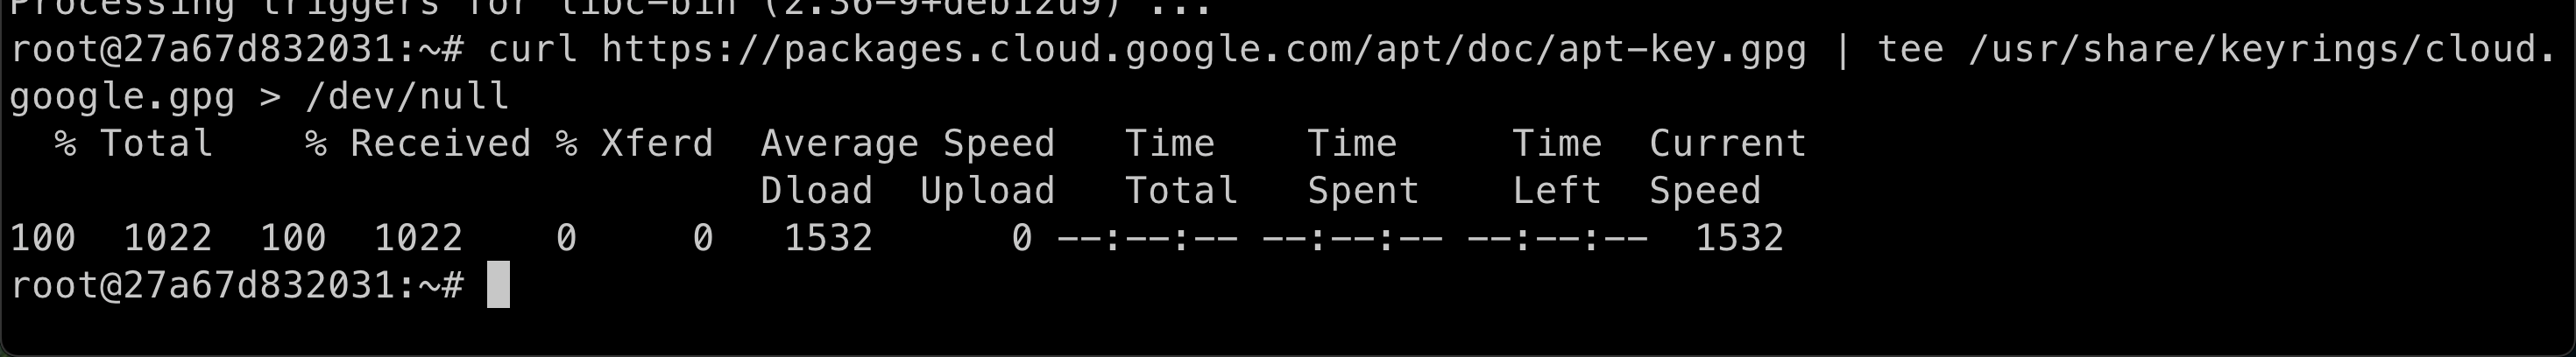 Processing triggers for libc-bin (2.36-9+deb12u9) ...
root@27a67d832031:~# curl https://packages.cloud.google.com/apt/doc/apt-key.gpg | tee /usr/share/keyrings/cloud.
google.gpg > /dev/null
  % Total    % Received % Xferd  Average Speed   Time    Time     Time  Current
                                 Dload  Upload   Total   Spent    Left  Speed
100  1022  100  1022    0     0   1532      0 --:--:-- --:--:-- --:--:--  1532
root@27a67d832031:~#